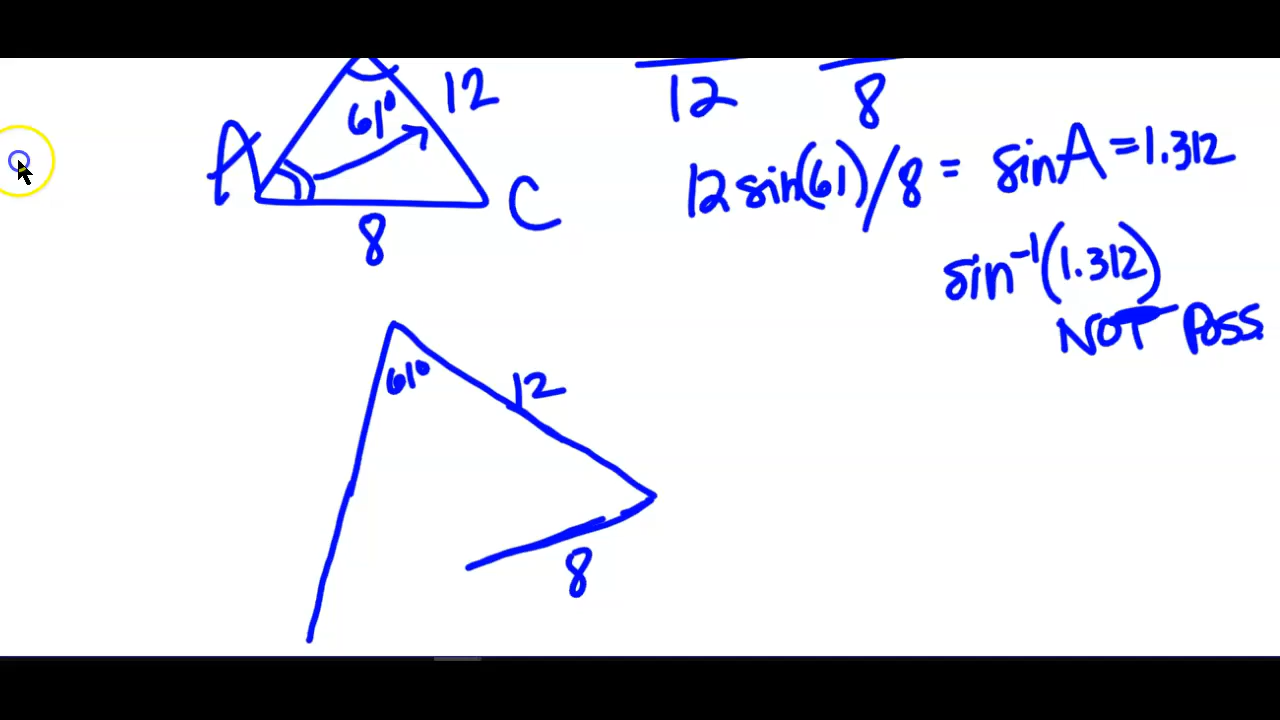 12
61°
A
C
8
12 8
12 sin(61)/8 = sin A = 1.312
sin⁻¹(1.312)
NOT POSS.
61°
12
8